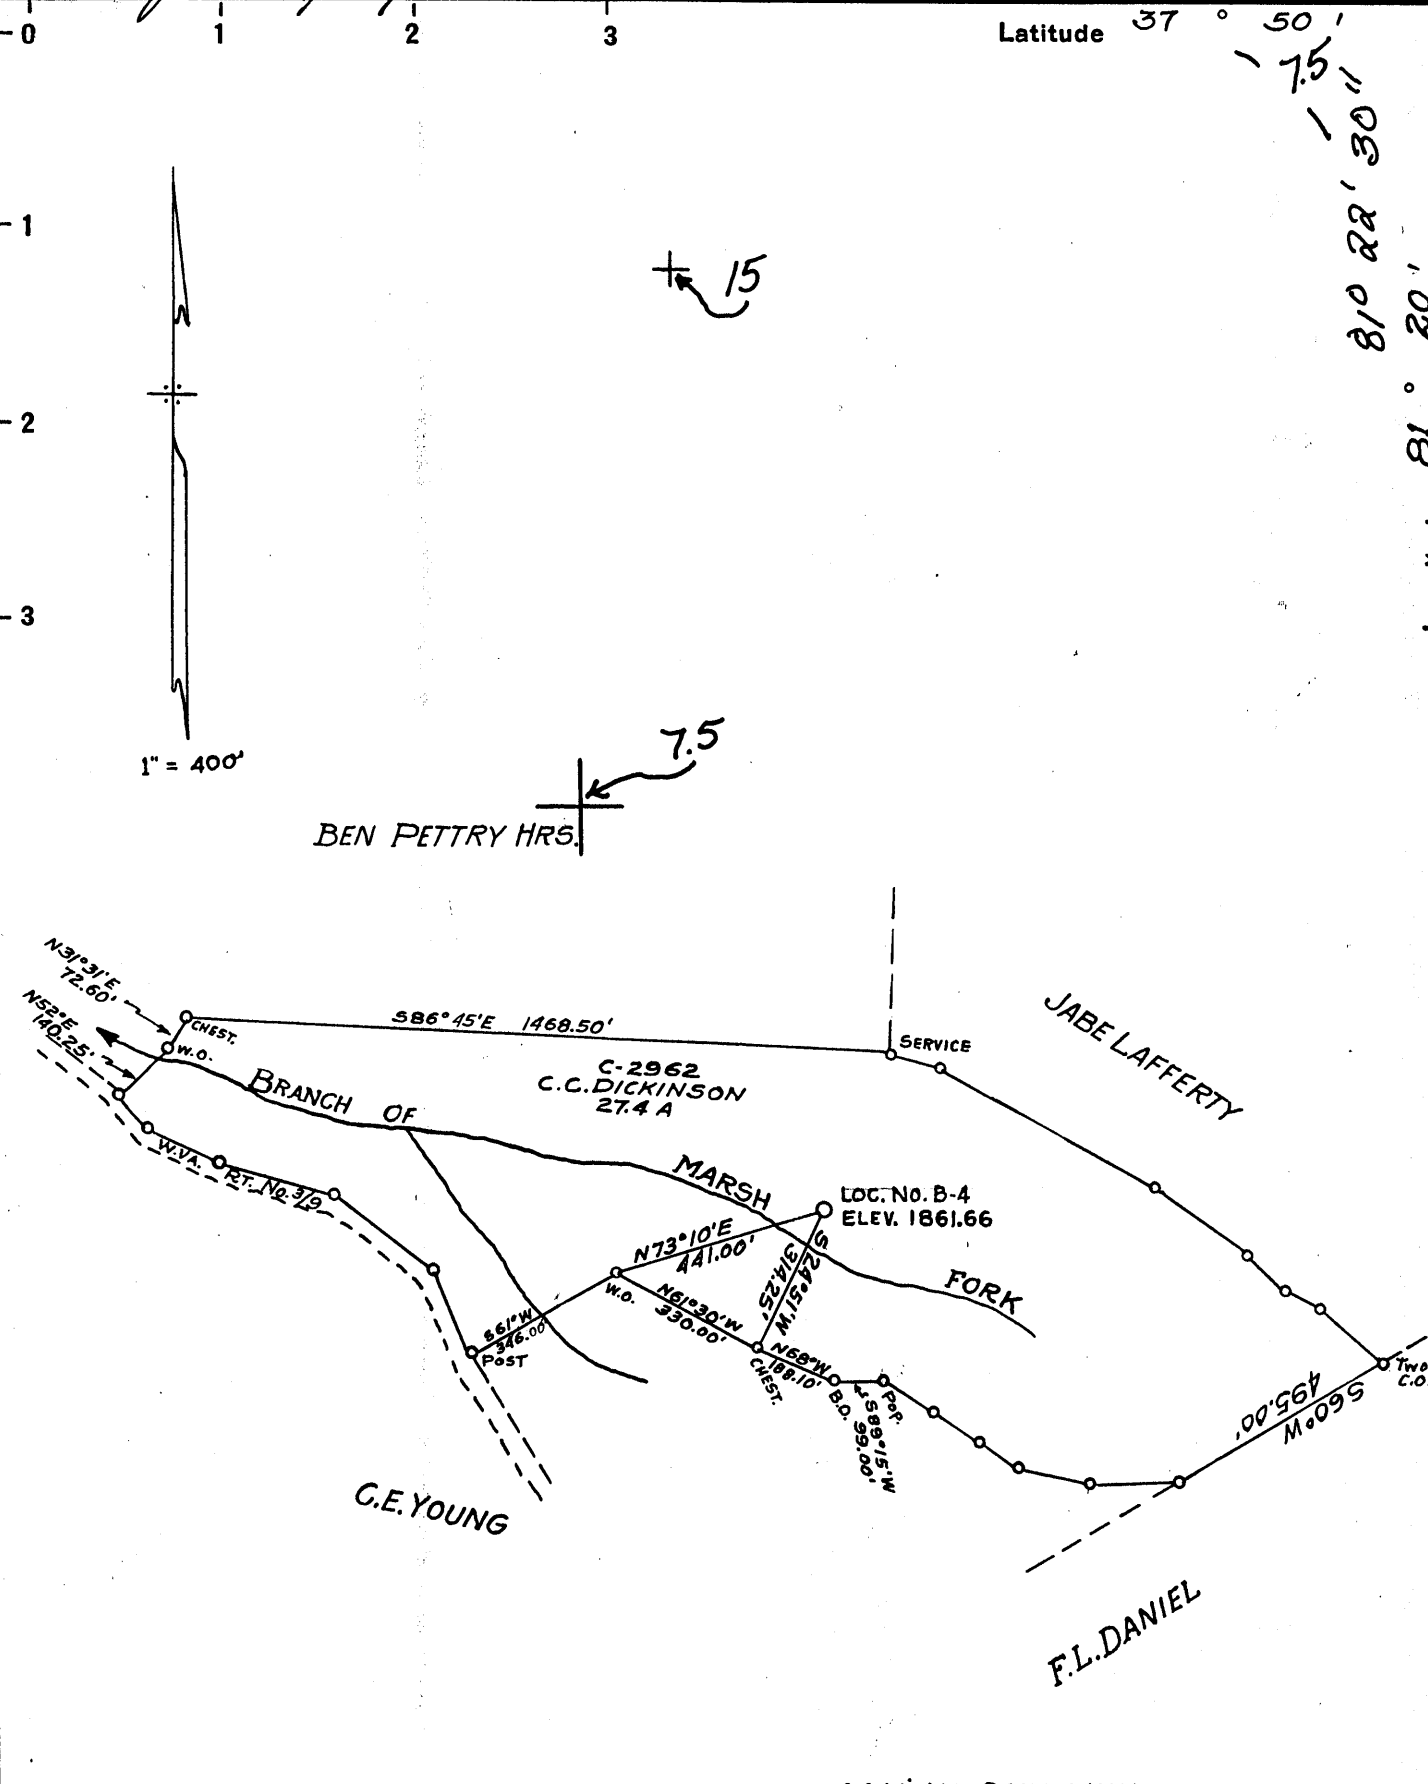 0 1 2 3 Latitude 37 ° 50 '
7.5
81° 22' 30"
81 ° 20 '
1
15
2
3
1" = 400'
7.5
BEN PETTRY HRS.
N31°31'E
72.60'
N52°E
140.25'
CHEST.
W.O.
S86°45'E 1468.50'
SERVICE
JABE LAFFERTY
C-2962
C.C. DICKINSON
27.4 A
BRANCH OF MARSH FORK
W.VA. RT. No. 3/9
LOC. No. B-4
ELEV. 1861.66
N73°10'E
441.00'
S 24°51'W
314.25'
W.O.
N61°30'W
330.00'
S61°W
346.00'
POST
CHEST.
N68°W
188.10'
B.O.
POP.
S89°15'W
99.00'
TWO
C.O.
S60°W
495.00'
C.E. YOUNG
F.L. DANIEL